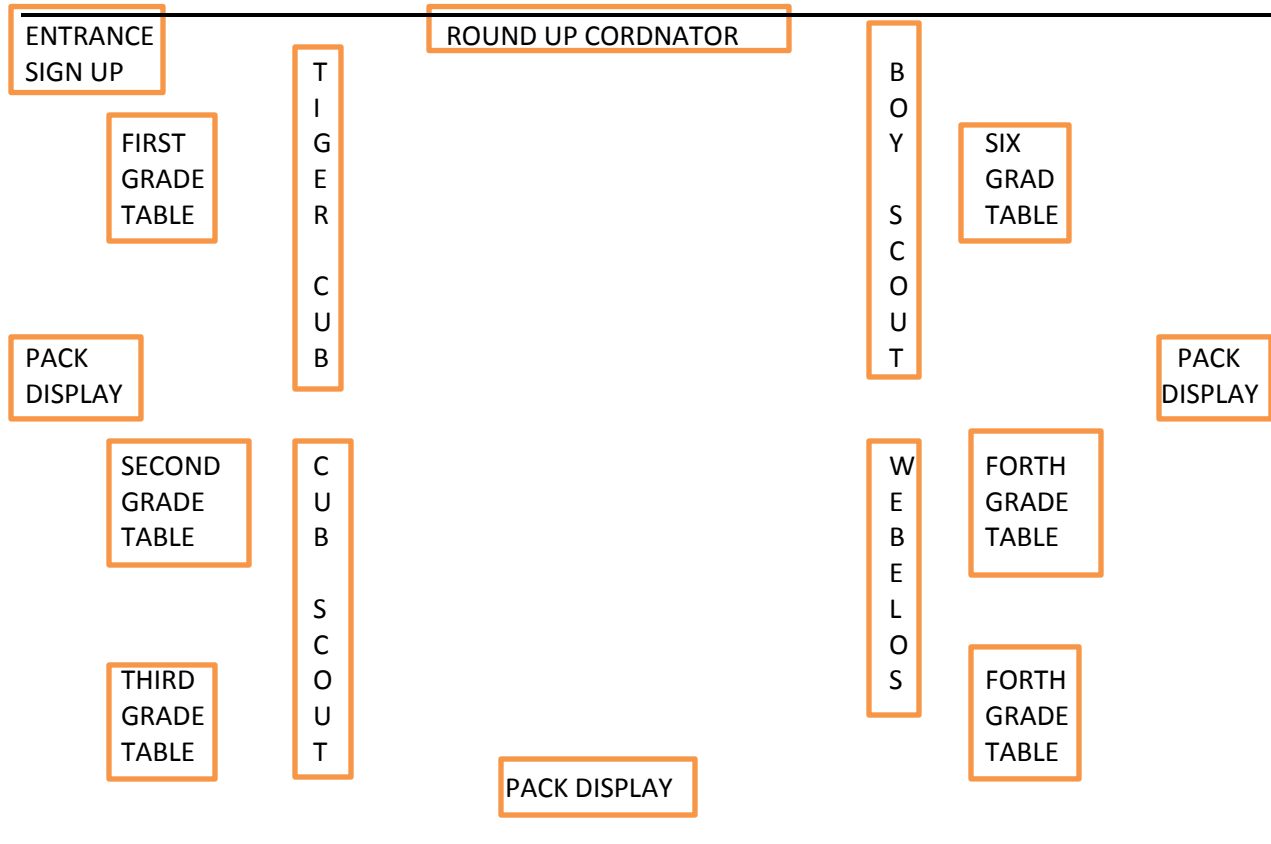 ENTRANCE
SIGN UP
ROUND UP CORDNATOR
FIRST
GRADE
TABLE
T
I
G
E
R
C
U
B
B
O
Y
S
C
O
U
T
SIX
GRAD
TABLE
PACK
DISPLAY
PACK
DISPLAY
SECOND
GRADE
TABLE
C
U
B
S
C
O
U
T
W
E
B
E
L
O
S
FORTH
GRADE
TABLE
THIRD
GRADE
TABLE
FORTH
GRADE
TABLE
PACK DISPLAY